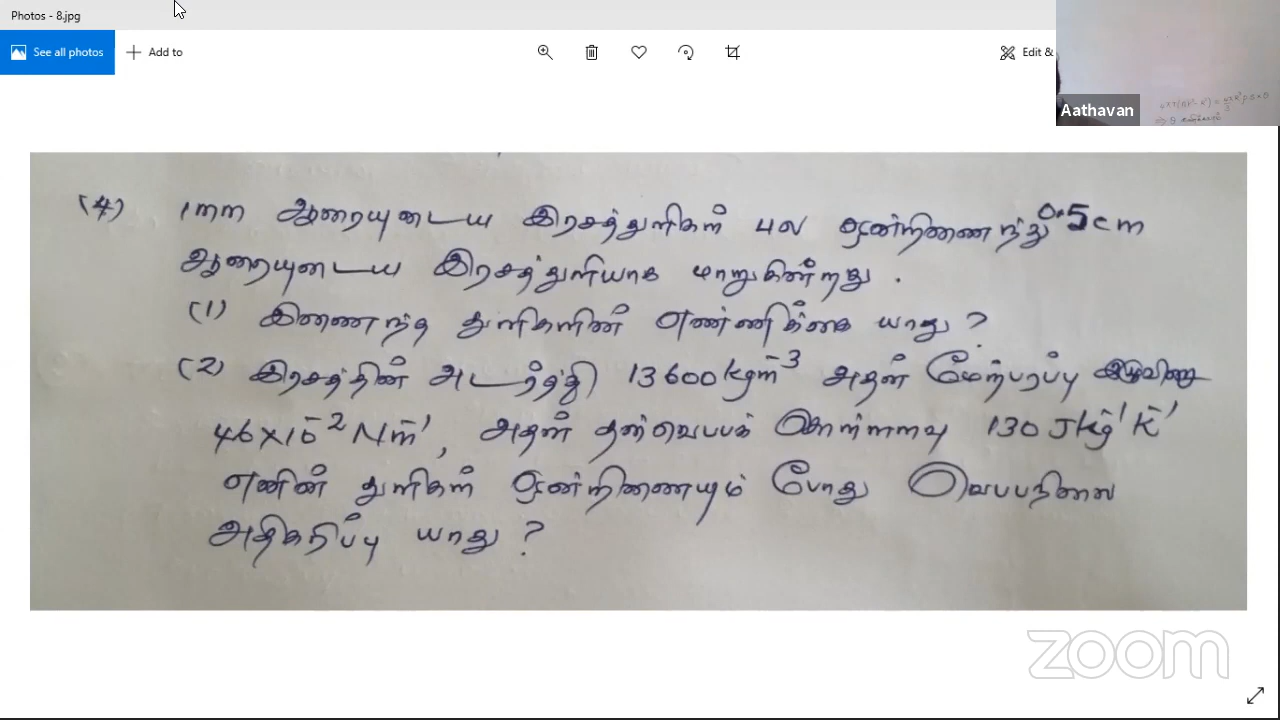 Photos - 8.jpg
See all photos
Add to
Edit &
Aathavan
(4) 1mm ஆரையுடைய இரசத்துளிகள் பல ஒன்றிணைந்து 0.5cm
ஆரையுடைய இரசத்துளியாக மாறுகின்றது .
(1) இணைந்த துளிகளின் எண்ணிக்கை யாது ?
(2) இரசத்தின் அடர்த்தி 13600kgm⁻³ அதன் மேற்பரப்பு இழுவிசை
46×10⁻²Nm⁻¹, அதன் தன்வெப்பக் கொள்ளளவு 130 Jkg⁻¹K⁻¹
எனின் துளிகள் ஒன்றிணையும் போது வெப்பநிலை
அதிகரிப்பு யாது ?
zoom